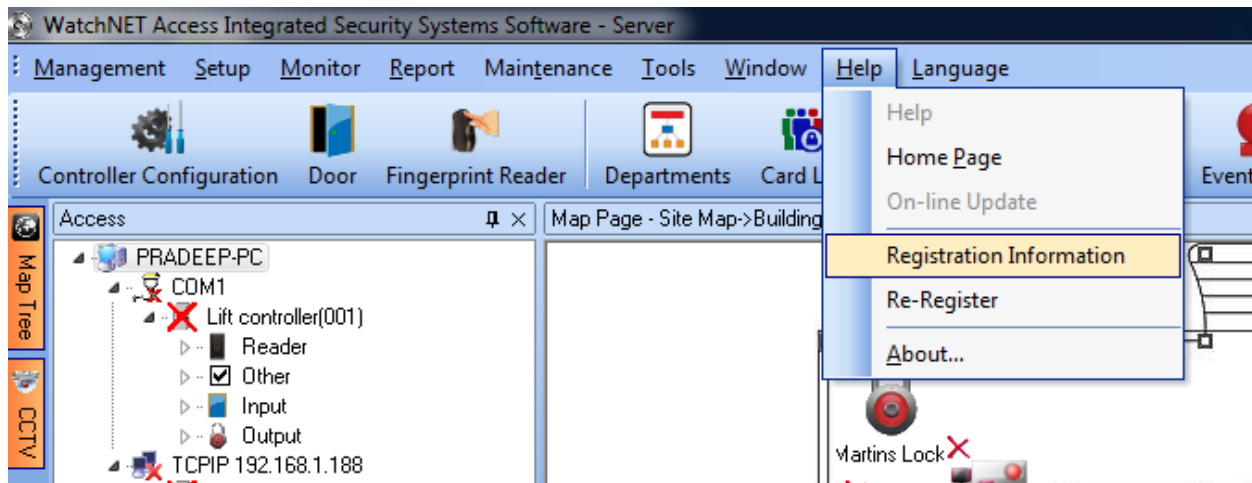 WatchNET Access Integrated Security Systems Software - Server
Management Setup Monitor Report Maintenance Tools Window Help Language
Controller Configuration Door Fingerprint Reader Departments Card L Event
Help
Home Page
On-line Update
Registration Information
Re-Register
About...
Map Tree
CCTV
Access
PRADEEP-PC
COM1
Lift controller(001)
Reader
Other
Input
Output
TCPIP 192.168.1.188
Map Page - Site Map->Building
Martins Lock